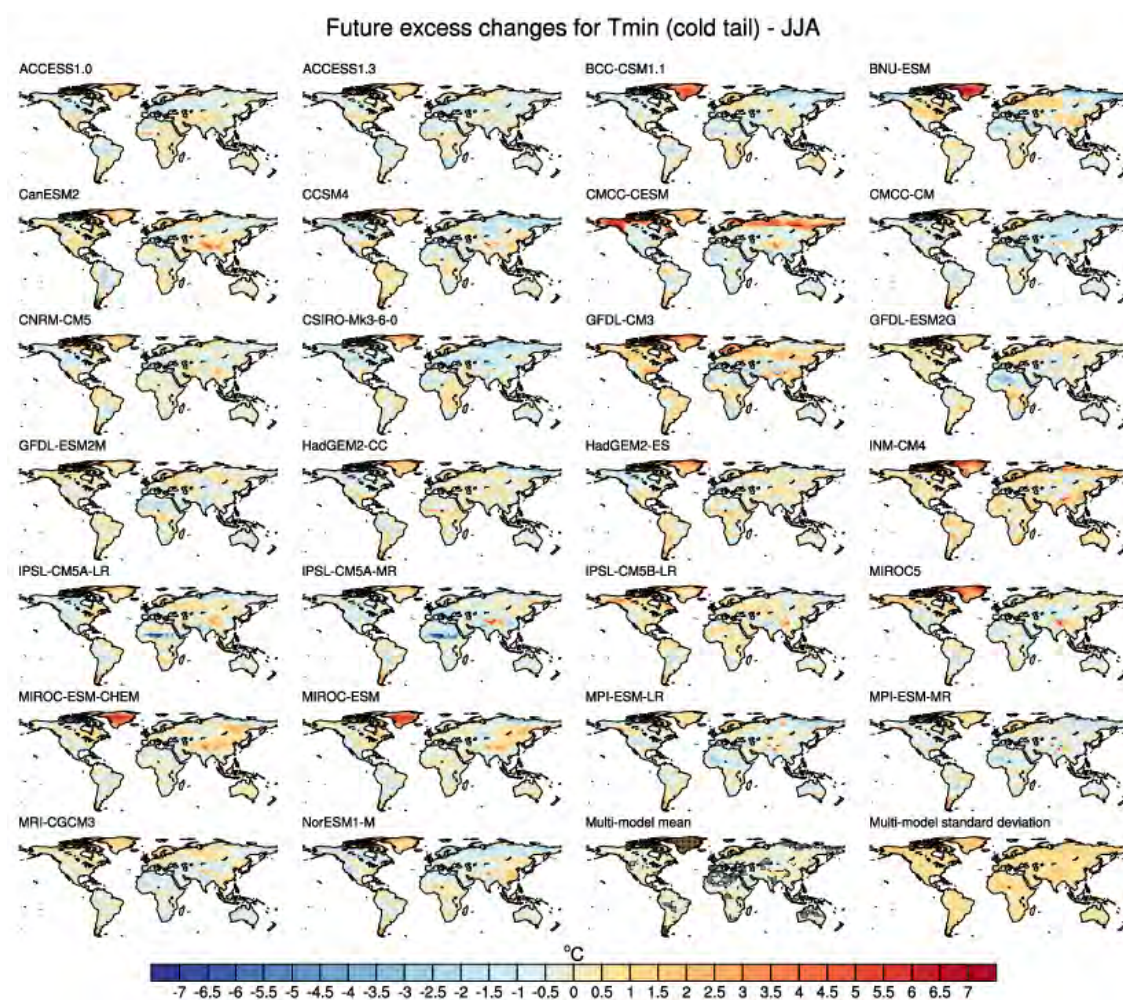 Future excess changes for Tmin (cold tail) - JJA
ACCESS1.0 ACCESS1.3 BCC-CSM1.1 BNU-ESM
CanESM2 CCSM4 CMCC-CESM CMCC-CM
CNRM-CM5 CSIRO-Mk3-6-0 GFDL-CM3 GFDL-ESM2G
GFDL-ESM2M HadGEM2-CC HadGEM2-ES INM-CM4
IPSL-CM5A-LR IPSL-CM5A-MR IPSL-CM5B-LR MIROC5
MIROC-ESM-CHEM MIROC-ESM MPI-ESM-LR MPI-ESM-MR
MRI-CGCM3 NorESM1-M Multi-model mean Multi-model standard deviation
°C
-7 -6.5 -6 -5.5 -5 -4.5 -4 -3.5 -3 -2.5 -2 -1.5 -1 -0.5 0 0.5 1 1.5 2 2.5 3 3.5 4 4.5 5 5.5 6 6.5 7